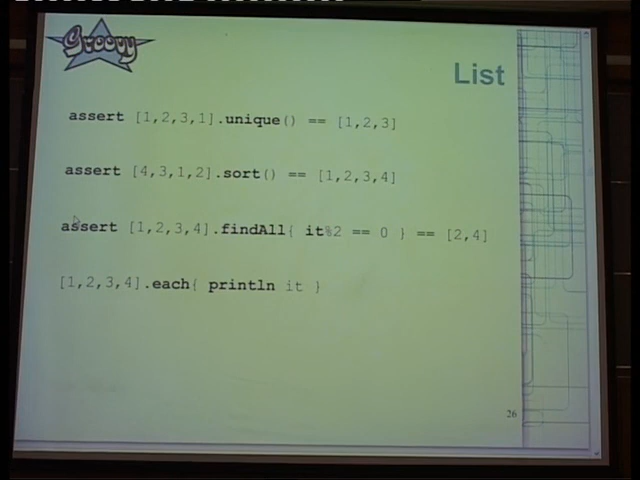 Groovy
List
assert [1,2,3,1].unique() == [1,2,3]
assert [4,3,1,2].sort() == [1,2,3,4]
assert [1,2,3,4].findAll{ it%2 == 0 } == [2,4]
[1,2,3,4].each{ println it }
26